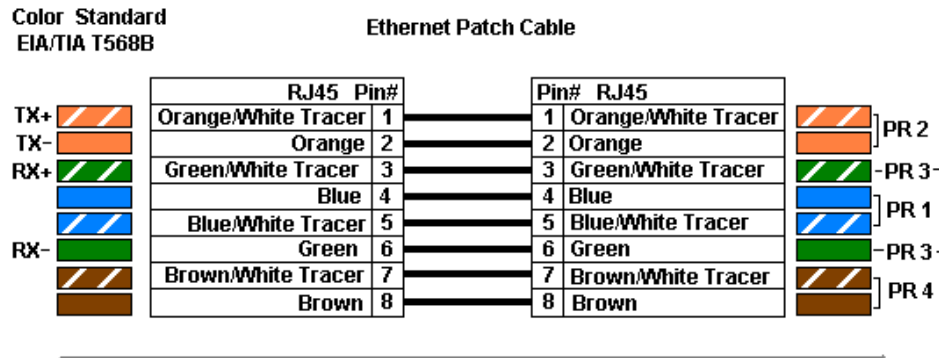 Color Standard
EIA/TIA T568B
Ethernet Patch Cable
RJ45 Pin# Pin# RJ45
TX+ Orange/White Tracer 1 1 Orange/White Tracer
TX- Orange 2 2 Orange PR 2
RX+ Green/White Tracer 3 3 Green/White Tracer PR 3
Blue 4 4 Blue
Blue/White Tracer 5 5 Blue/White Tracer PR 1
RX- Green 6 6 Green PR 3
Brown/White Tracer 7 7 Brown/White Tracer
Brown 8 8 Brown PR 4